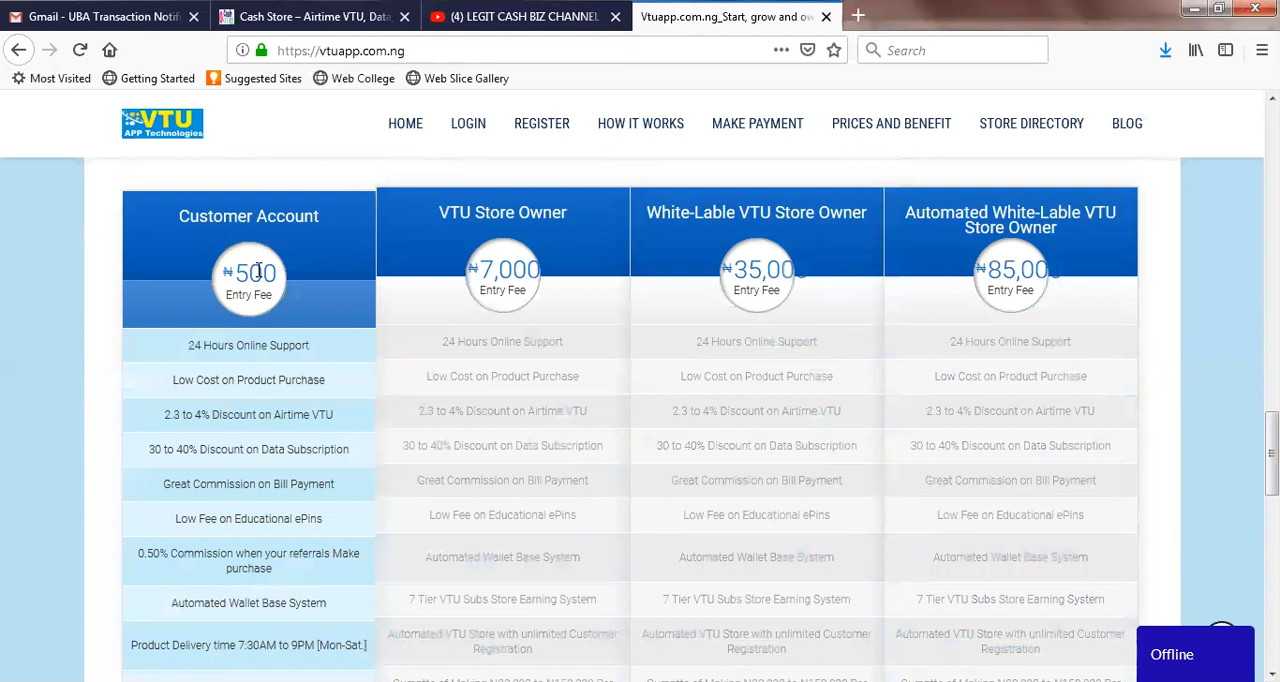 Gmail - UBA Transaction Notifi
Cash Store – Airtime VTU, Data,
(4) LEGIT CASH BIZ CHANNEL
Vtuapp.com.ng_Start, grow and ow
https://vtuapp.com.ng
Search
Most Visited
Getting Started
Suggested Sites
Web College
Web Slice Gallery
VTU
APP Technologies
HOME
LOGIN
REGISTER
HOW IT WORKS
MAKE PAYMENT
PRICES AND BENEFIT
STORE DIRECTORY
BLOG
Customer Account
₦500
Entry Fee
24 Hours Online Support
Low Cost on Product Purchase
2.3 to 4% Discount on Airtime VTU
30 to 40% Discount on Data Subscription
Great Commission on Bill Payment
Low Fee on Educational ePins
0.50% Commission when your referrals Make
purchase
Automated Wallet Base System
Product Delivery time 7:30AM to 9PM [Mon-Sat.]
VTU Store Owner
₦7,000
Entry Fee
24 Hours Online Support
Low Cost on Product Purchase
2.3 to 4% Discount on Airtime VTU
30 to 40% Discount on Data Subscription
Great Commission on Bill Payment
Low Fee on Educational ePins
Automated Wallet Base System
7 Tier VTU Subs Store Earning System
Automated VTU Store with unlimited Customer
Registration
White-Lable VTU Store Owner
₦35,000
Entry Fee
24 Hours Online Support
Low Cost on Product Purchase
2.3 to 4% Discount on Airtime VTU
30 to 40% Discount on Data Subscription
Great Commission on Bill Payment
Low Fee on Educational ePins
Automated Wallet Base System
7 Tier VTU Subs Store Earning System
Automated VTU Store with unlimited Customer
Registration
Automated White-Lable VTU
Store Owner
₦85,000
Entry Fee
24 Hours Online Support
Low Cost on Product Purchase
2.3 to 4% Discount on Airtime VTU
30 to 40% Discount on Data Subscription
Great Commission on Bill Payment
Low Fee on Educational ePins
Automated Wallet Base System
7 Tier VTU Subs Store Earning System
Automated VTU Store with unlimited Customer
Registration
Offline